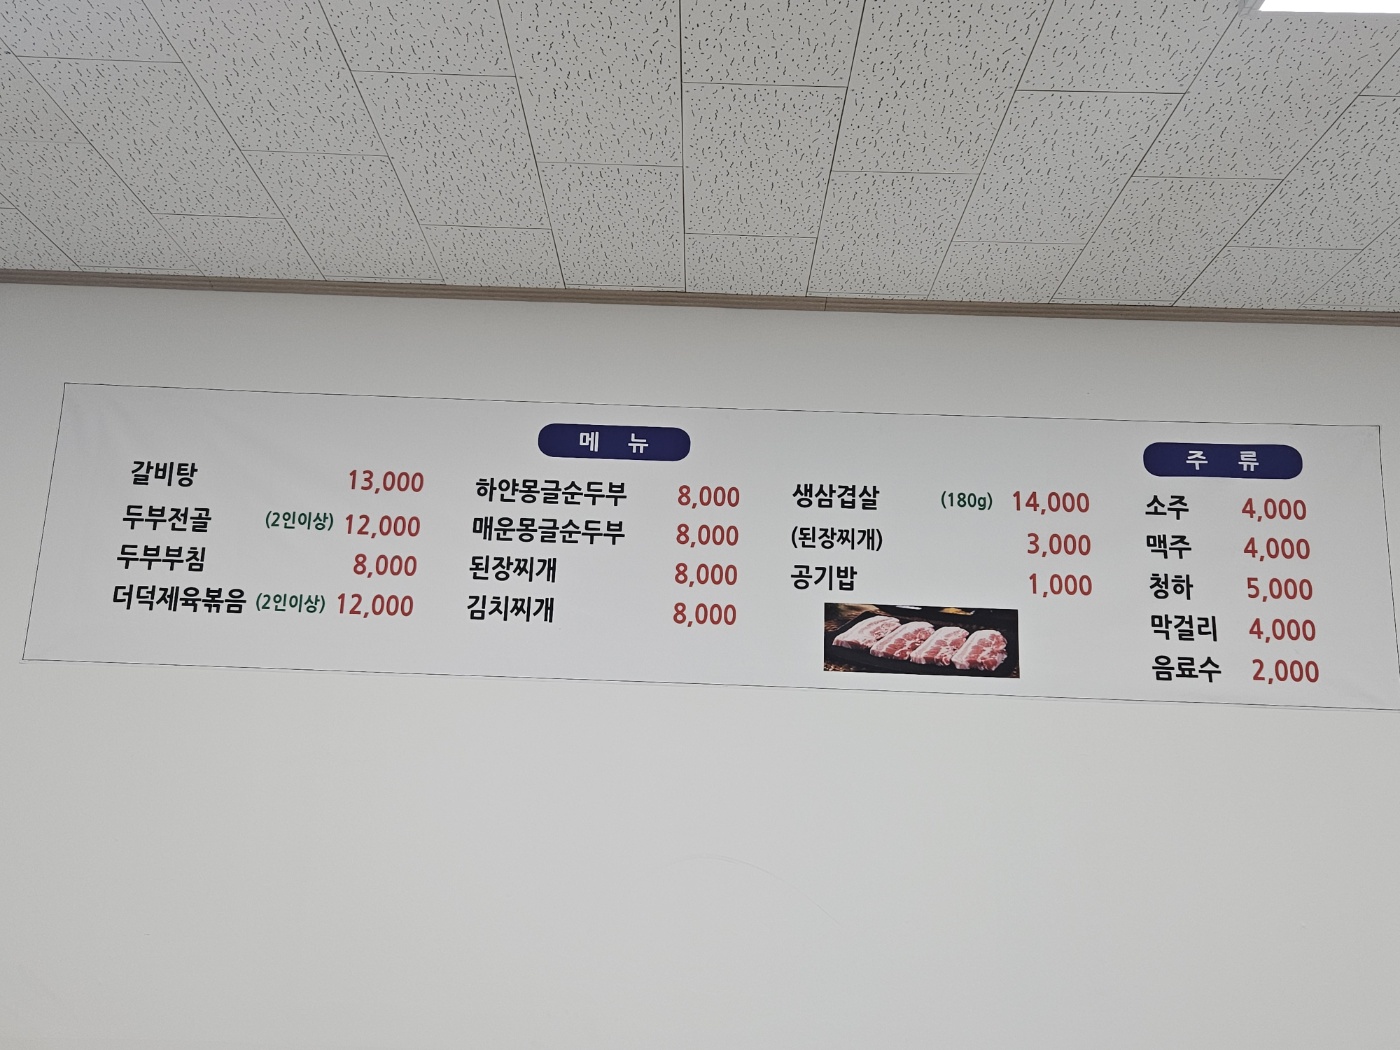 메 뉴
갈비탕 13,000
두부전골 (2인이상) 12,000
두부부침 8,000
더덕제육볶음 (2인이상) 12,000
하얀몽글순두부 8,000
매운몽글순두부 8,000
된장찌개 8,000
김치찌개 8,000
생삼겹살 (180g) 14,000
(된장찌개) 3,000
공기밥 1,000
주 류
소주 4,000
맥주 4,000
청하 5,000
막걸리 4,000
음료수 2,000